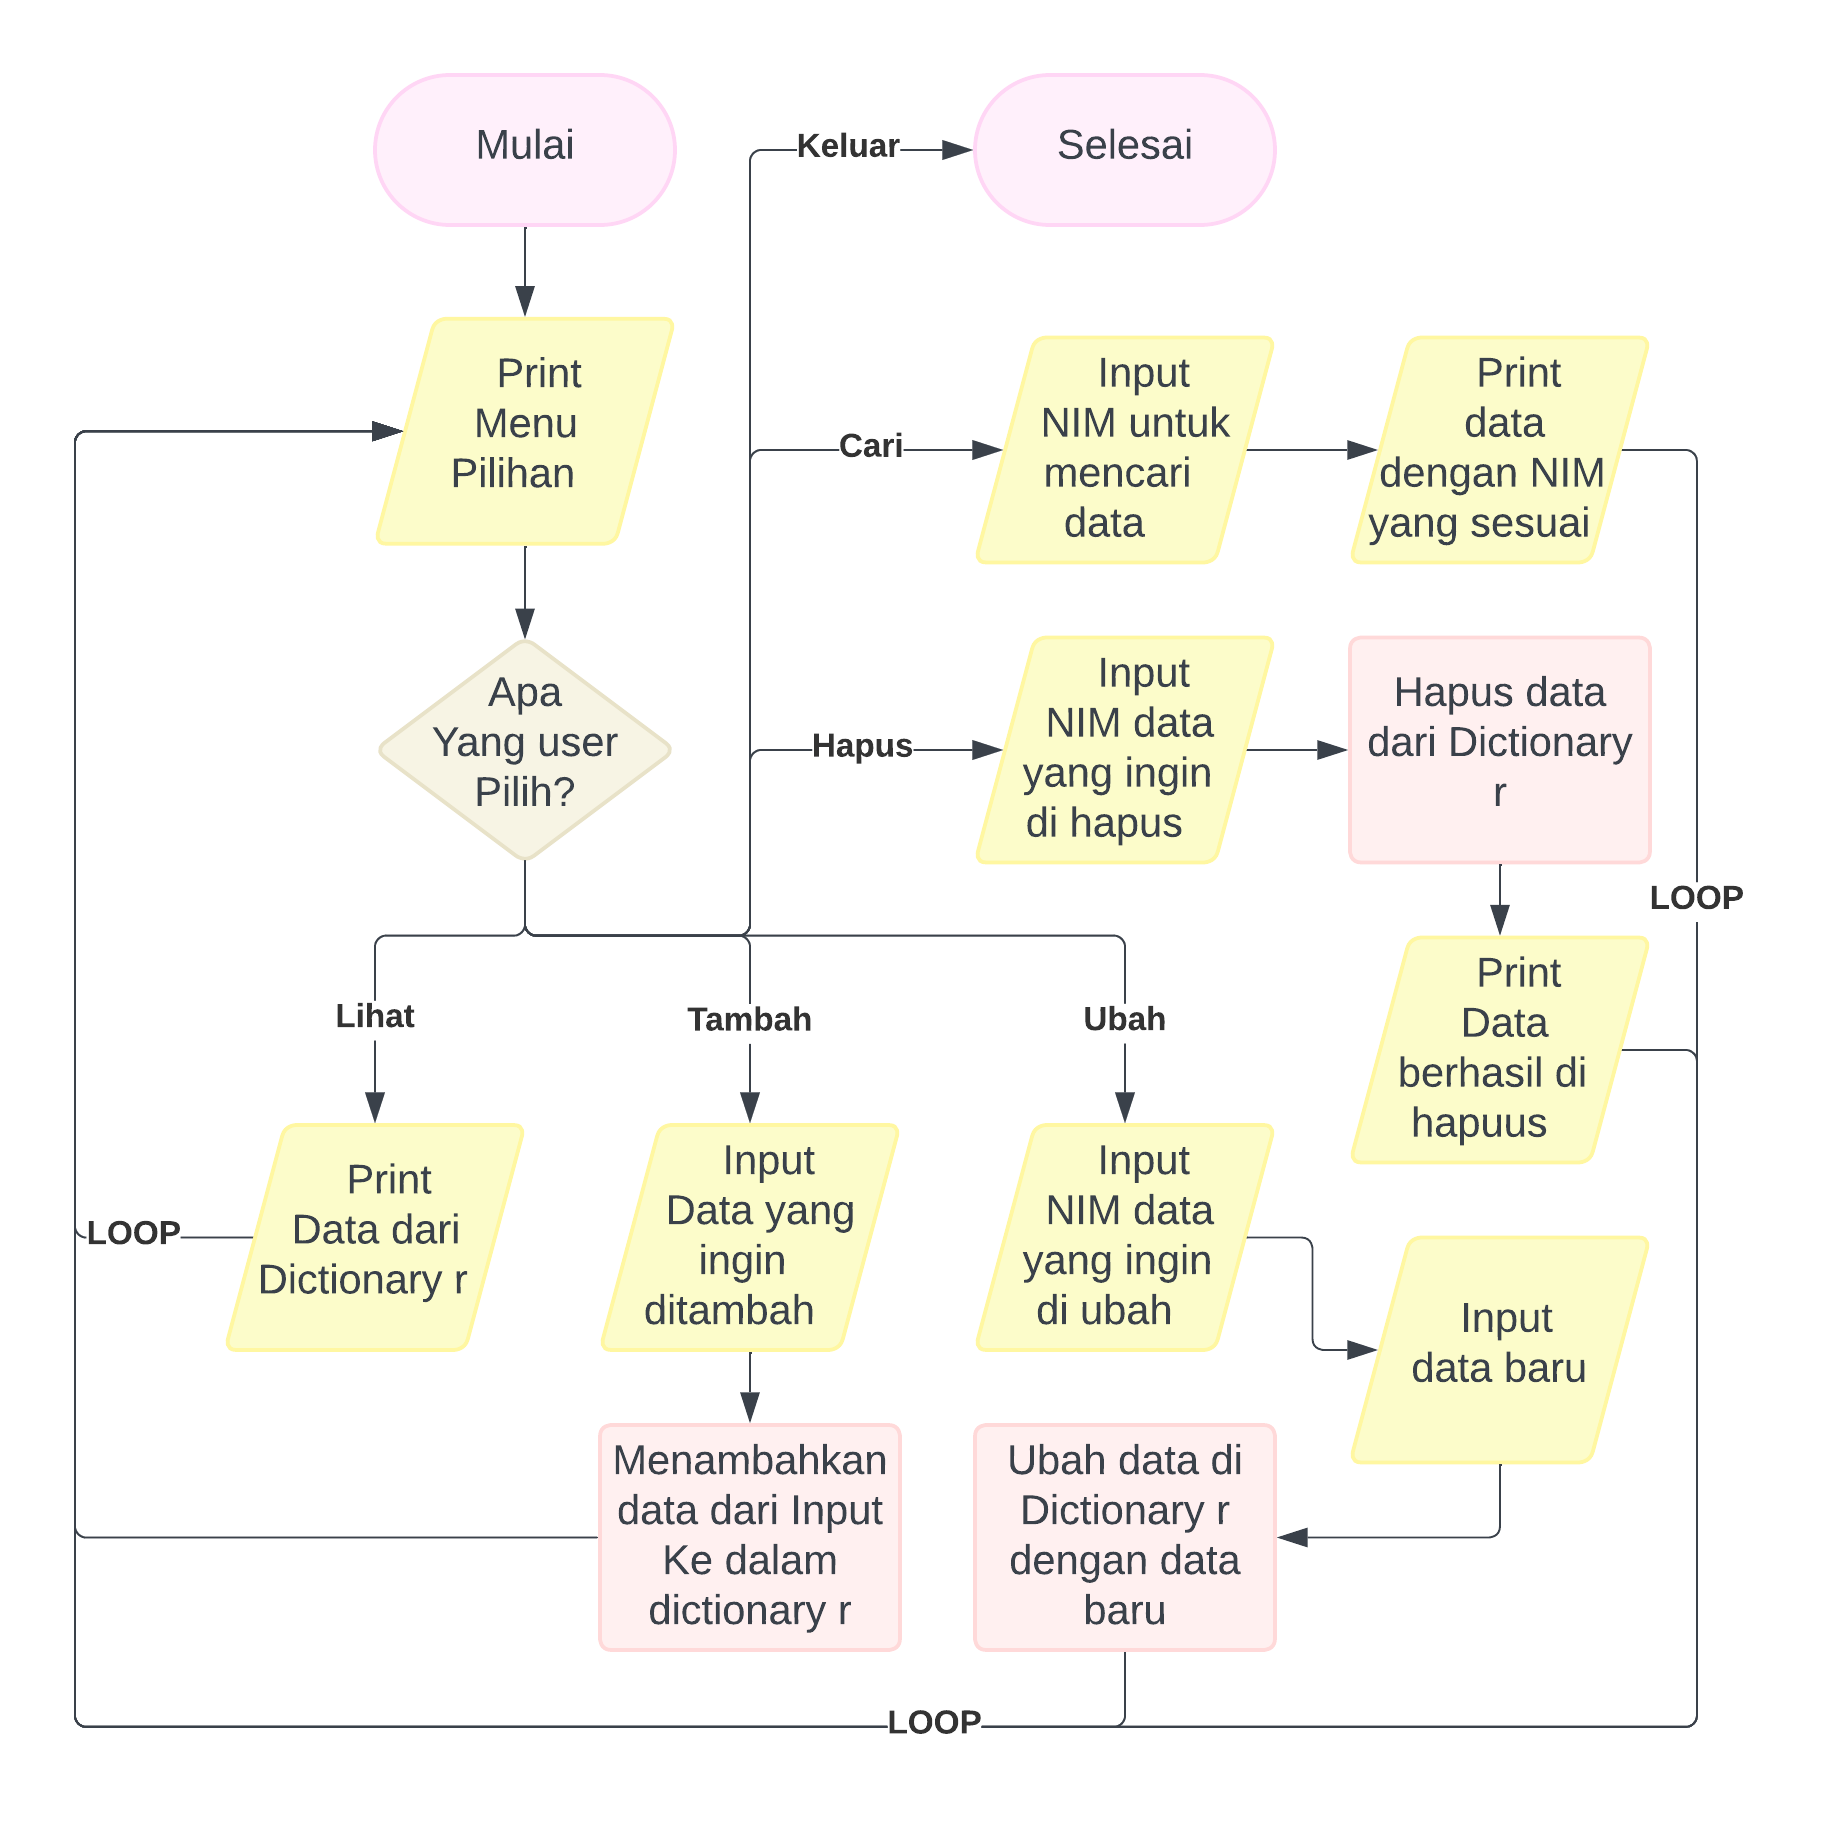 Mulai
Keluar
Selesai
Print
Menu
Pilihan
Cari
Input
NIM untuk
mencari
data
Print
data
dengan NIM
yang sesuai
Apa
Yang user
Pilih?
Hapus
Input
NIM data
yang ingin
di hapus
Hapus data
dari Dictionary
r
LOOP
Print
Data
berhasil di
hapuus
Lihat
Tambah
Ubah
LOOP
Print
Data dari
Dictionary r
Input
Data yang
ingin
ditambah
Input
NIM data
yang ingin
di ubah
Input
data baru
Menambahkan
data dari Input
Ke dalam
dictionary r
Ubah data di
Dictionary r
dengan data
baru
LOOP